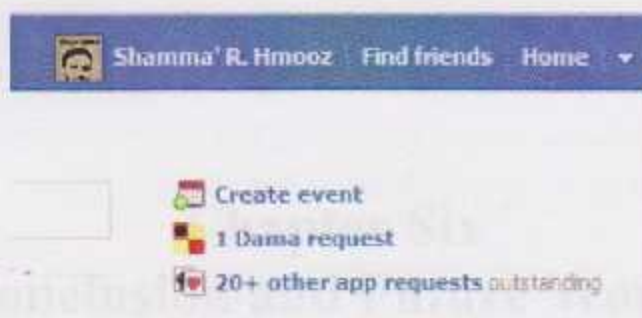 Shamma' R. Hmooz Find friends Home
Create event
1 Dama request
20+ other app requests outstanding